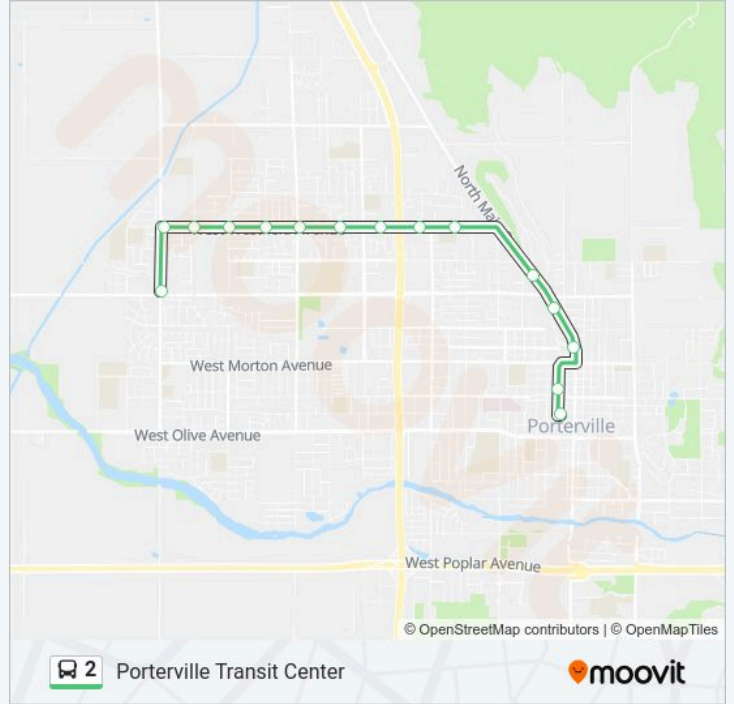 North Ma
West Morton Avenue
West Olive Avenue
Porterville
West Poplar Avenue
© OpenStreetMap contributors | © OpenMapTiles
2 Porterville Transit Center
moovit